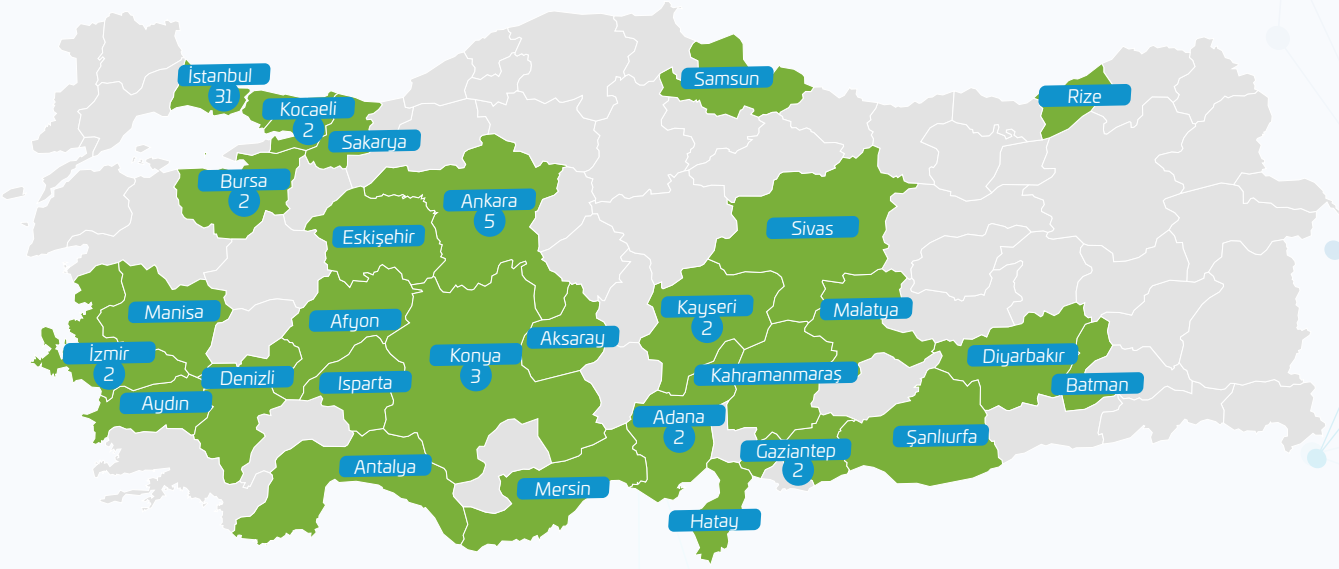 İstanbul
31
Kocaeli
2
Sakarya
Samsun
Rize
Bursa
2
Ankara
5
Eskişehir
Sivas
Manisa
Afyon
Kayseri
2
Malatya
Aksaray
İzmir
2
Konya
3
Diyarbakır
Denizli
Isparta
Kahramanmaraş
Batman
Aydın
Adana
2
Şanlıurfa
Gaziantep
2
Antalya
Mersin
Hatay